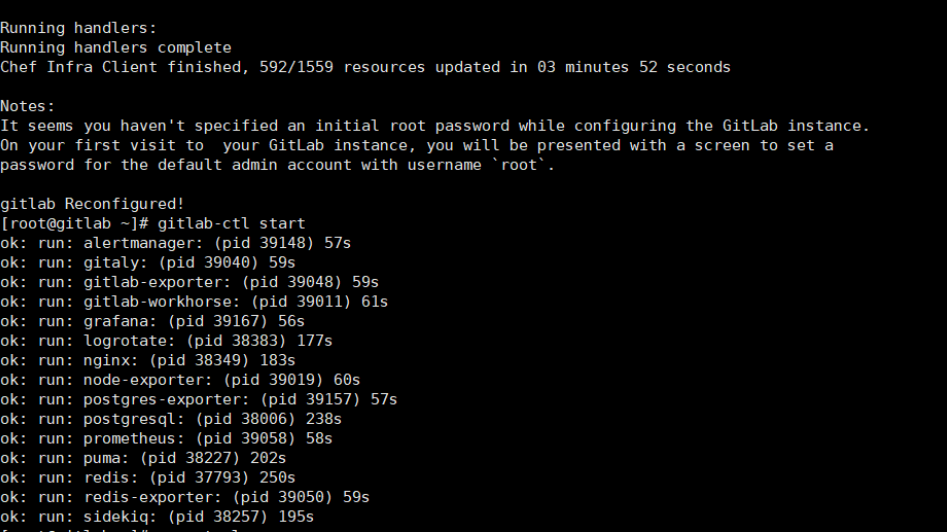 Running handlers:
Running handlers complete
Chef Infra Client finished, 592/1559 resources updated in 03 minutes 52 seconds
Notes:
It seems you haven't specified an initial root password while configuring the GitLab instance.
On your first visit to  your GitLab instance, you will be presented with a screen to set a
password for the default admin account with username `root`.
gitlab Reconfigured!
[root@gitlab ~]# gitlab-ctl start
ok: run: alertmanager: (pid 39148) 57s
ok: run: gitaly: (pid 39040) 59s
ok: run: gitlab-exporter: (pid 39048) 59s
ok: run: gitlab-workhorse: (pid 39011) 61s
ok: run: grafana: (pid 39167) 56s
ok: run: logrotate: (pid 38383) 177s
ok: run: nginx: (pid 38349) 183s
ok: run: node-exporter: (pid 39019) 60s
ok: run: postgres-exporter: (pid 39157) 57s
ok: run: postgresql: (pid 38006) 238s
ok: run: prometheus: (pid 39058) 58s
ok: run: puma: (pid 38227) 202s
ok: run: redis: (pid 37793) 250s
ok: run: redis-exporter: (pid 39050) 59s
ok: run: sidekiq: (pid 38257) 195s